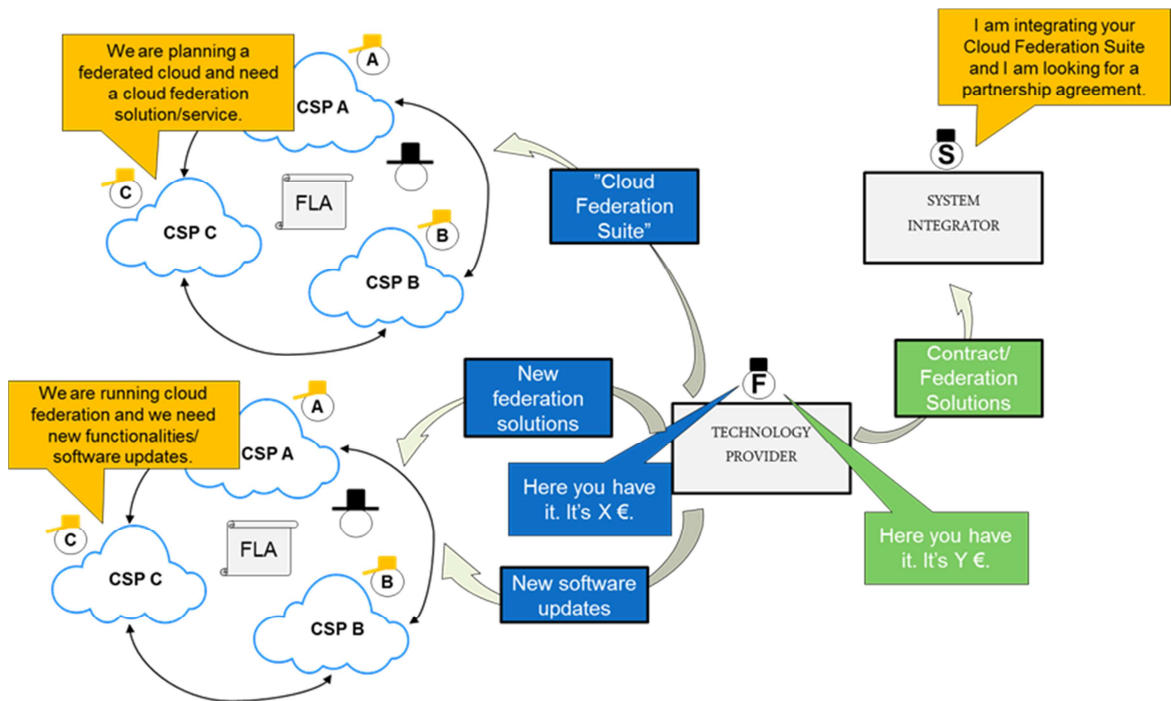 We are planning a
federated cloud and need
a cloud federation
solution/service.
A
CSP A
C
CSP C
FLA
B
CSP B
"Cloud
Federation
Suite"
I am integrating your
Cloud Federation Suite
and I am looking for a
partnership agreement.
S
SYSTEM
INTEGRATOR
We are running cloud
federation and we need
new functionalities/
software updates.
A
CSP A
C
CSP C
FLA
B
CSP B
New
federation
solutions
F
TECHNOLOGY
PROVIDER
Contract/
Federation
Solutions
Here you have
it. It's X €.
Here you have
it. It's Y €.
New software
updates